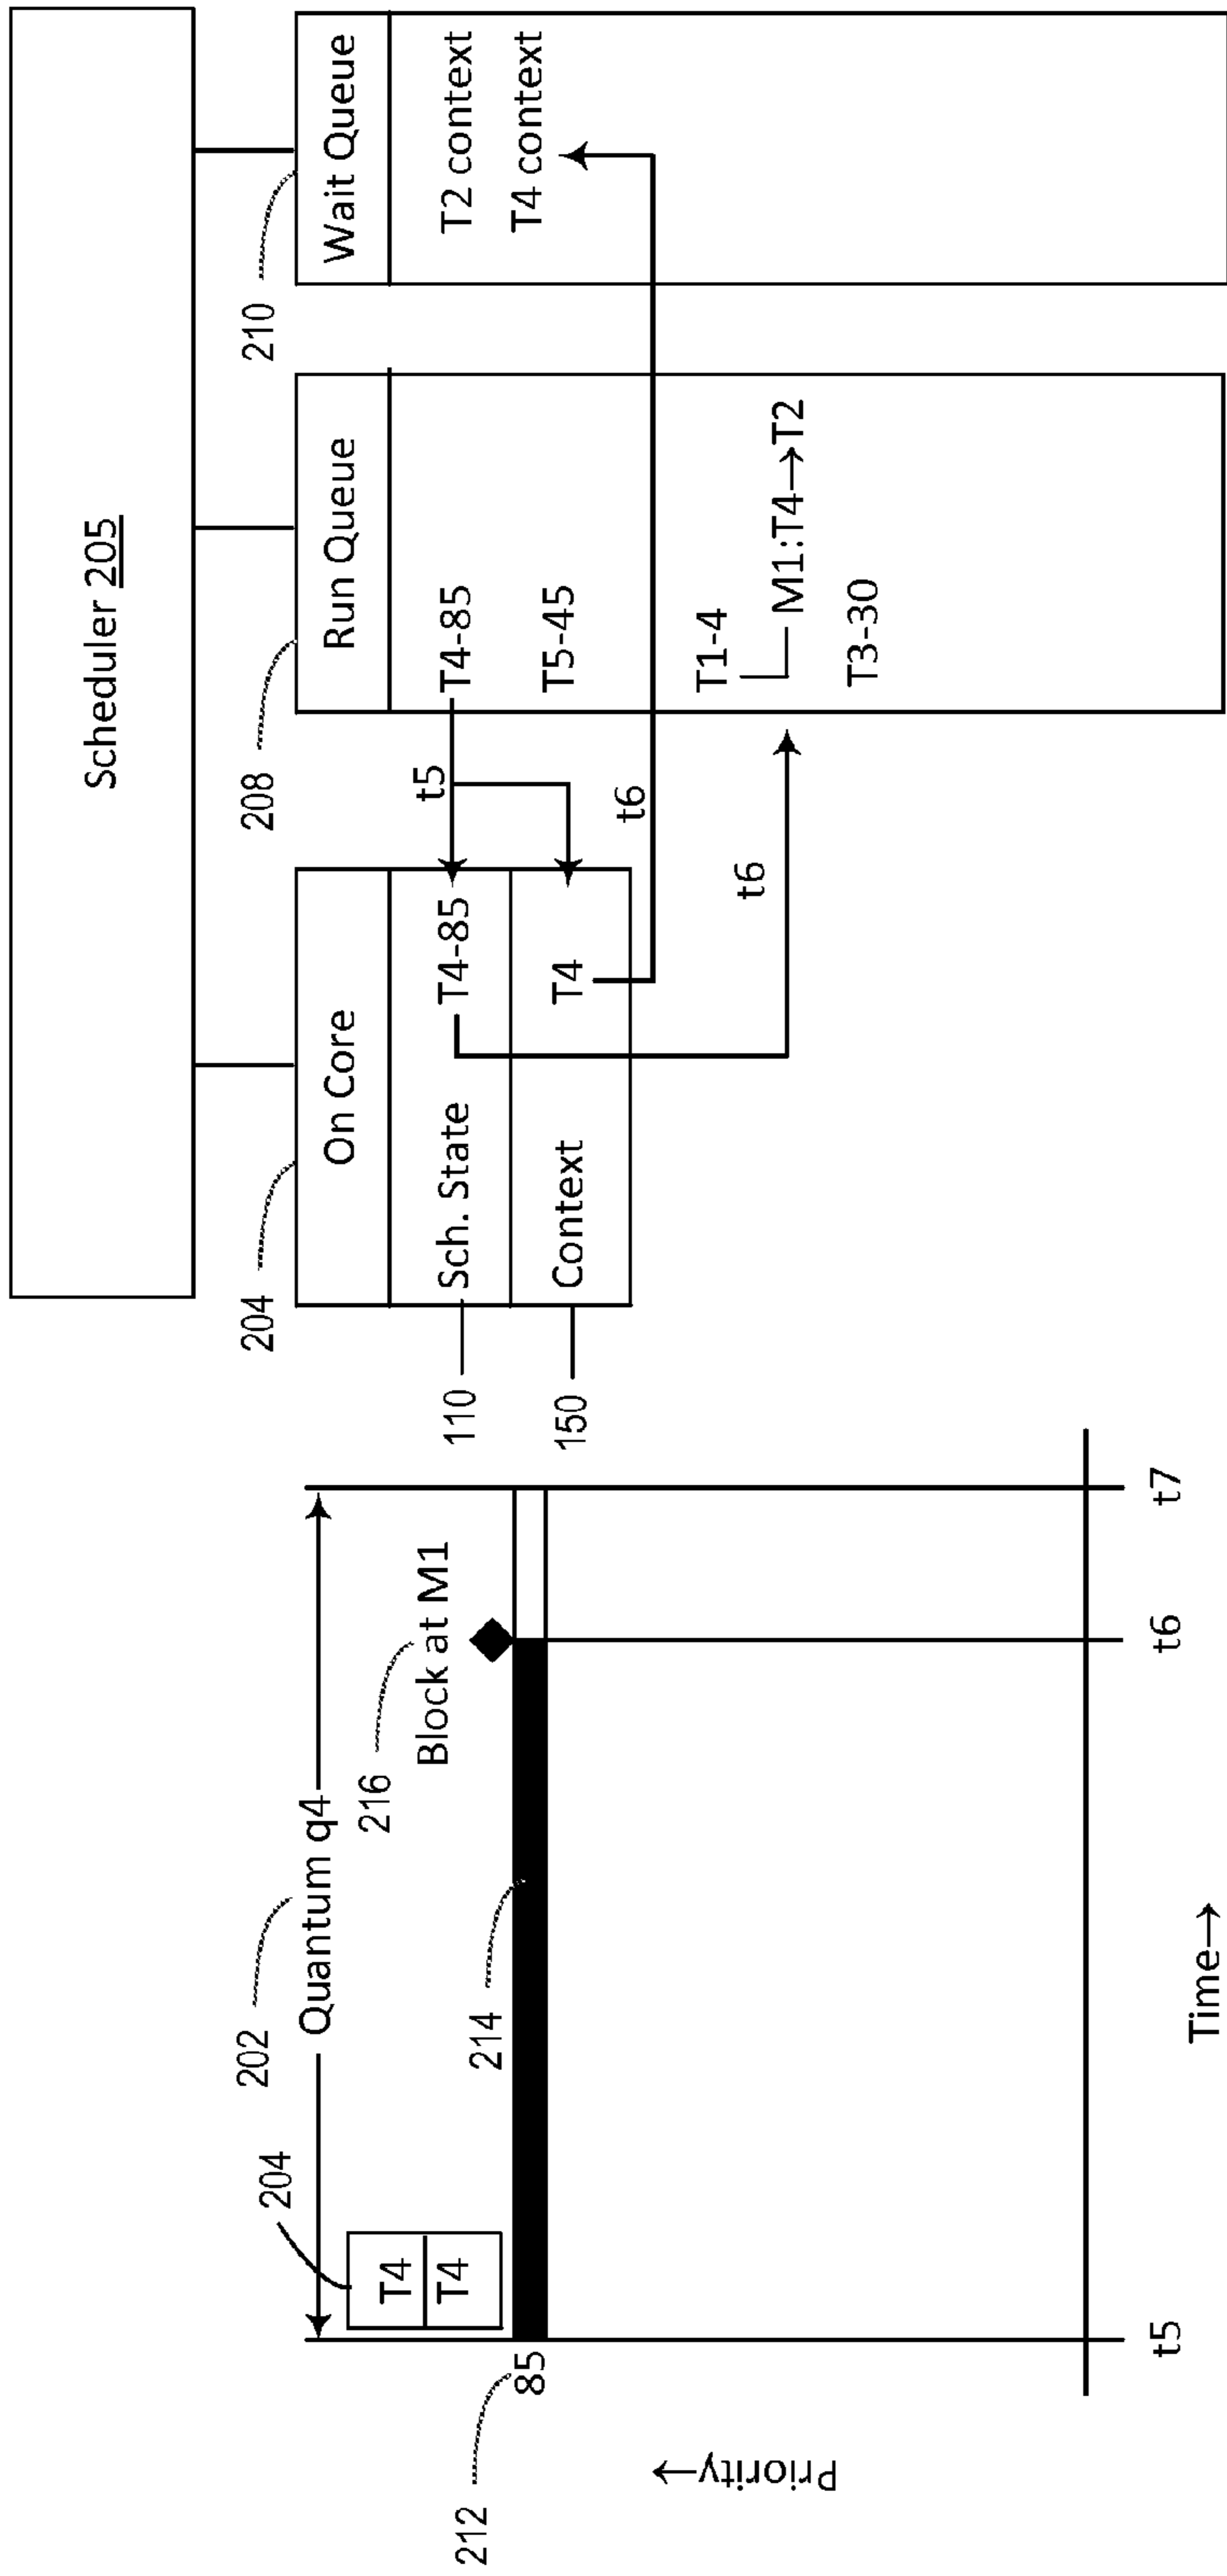 Scheduler 205
204
208
210
On Core
Run Queue
Wait Queue
110
Sch. State
T4-85
t5
T4-85
T2 context
150
Context
T4
T5-45
T4 context
t6
t6
T1-4
M1:T4→T2
T3-30
202
Quantum q4
204
T4
T4
216
Block at M1
214
212
85
Priority→
t5
t6
t7
Time→